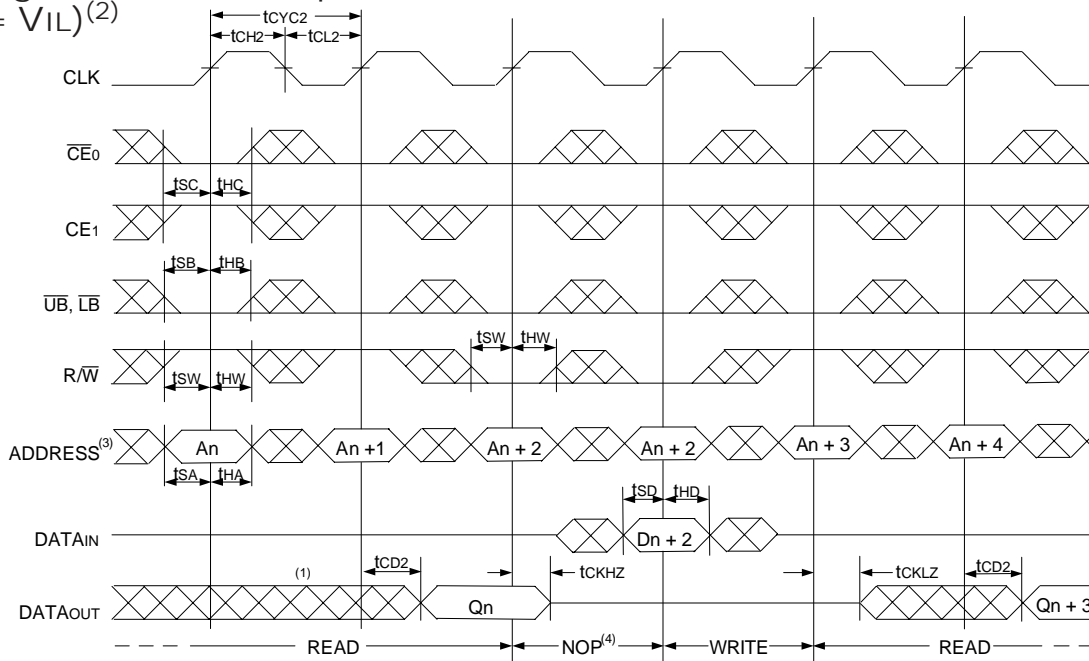 = VIL)(2)
tCYC2
tCH2 tCL2
CLK
CE0
tSC tHC
CE1
tSB tHB
UB, LB
tSW tHW
R/W
tSW tHW
ADDRESS(3) An An +1 An + 2 An + 2 An + 3 An + 4
tSA tHA
tSD tHD
DATAIN Dn + 2
(1) tCD2 tCKHZ tCKLZ tCD2
DATAOUT Qn Qn + 3
READ NOP(4) WRITE READ